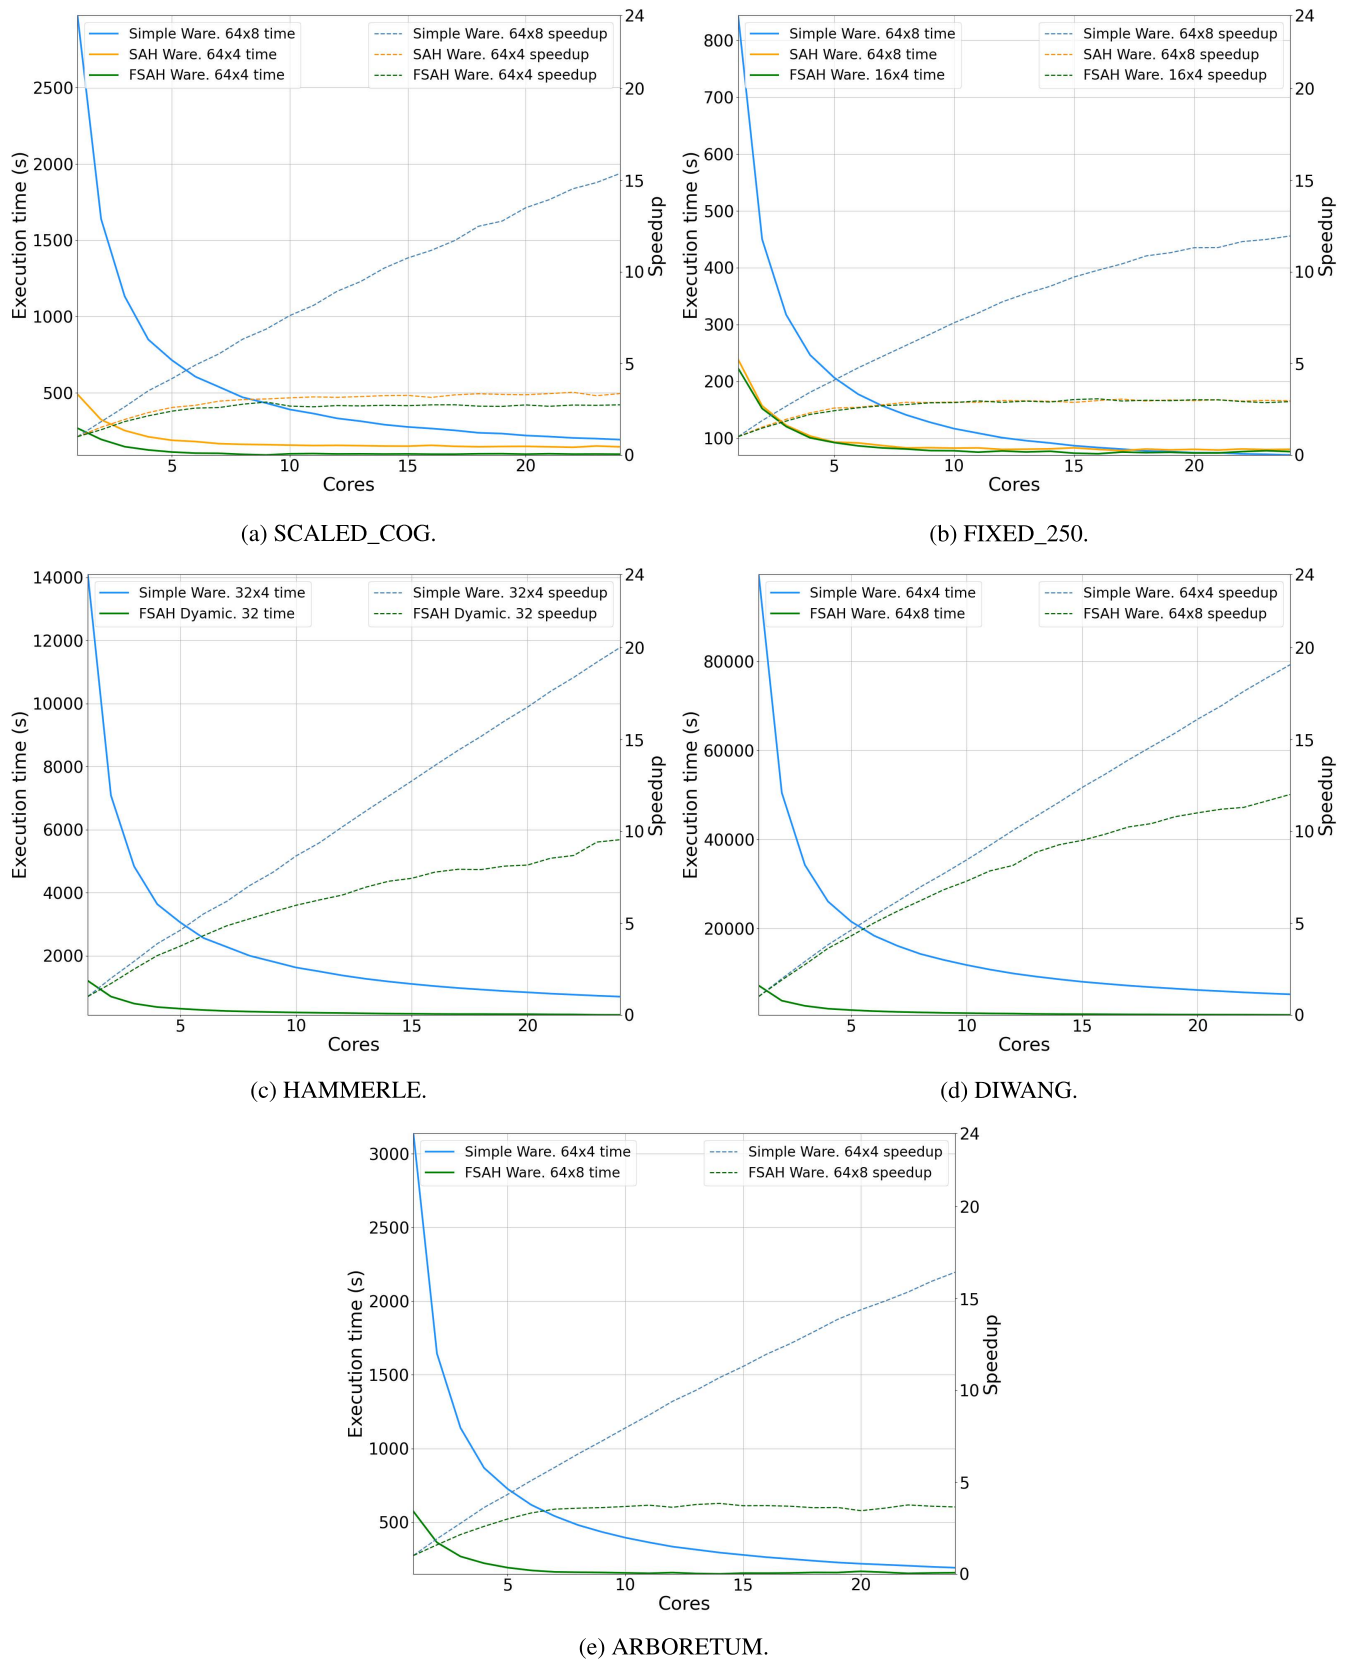 Simple Ware. 64x8 time
SAH Ware. 64x4 time
FSAH Ware. 64x4 time
Simple Ware. 64x8 speedup
SAH Ware. 64x4 speedup
FSAH Ware. 64x4 speedup
Execution time (s)
2500
2000
1500
1000
500
24
20
15
10
5
0
Speedup
5
10
15
20
Cores
(a) SCALED_COG.
Simple Ware. 64x8 time
SAH Ware. 64x8 time
FSAH Ware. 16x4 time
Simple Ware. 64x8 speedup
SAH Ware. 64x8 speedup
FSAH Ware. 16x4 speedup
Execution time (s)
800
700
600
500
400
300
200
100
24
20
15
10
5
0
Speedup
5
10
15
20
Cores
(b) FIXED_250.
Simple Ware. 32x4 time
FSAH Dyamic. 32 time
Simple Ware. 32x4 speedup
FSAH Dyamic. 32 speedup
Execution time (s)
14000
12000
10000
8000
6000
4000
2000
24
20
15
10
5
0
Speedup
5
10
15
20
Cores
(c) HAMMERLE.
Simple Ware. 64x4 time
FSAH Ware. 64x8 time
Simple Ware. 64x4 speedup
FSAH Ware. 64x8 speedup
Execution time (s)
80000
60000
40000
20000
24
20
15
10
5
0
Speedup
5
10
15
20
Cores
(d) DIWANG.
Simple Ware. 64x4 time
FSAH Ware. 64x8 time
Simple Ware. 64x4 speedup
FSAH Ware. 64x8 speedup
Execution time (s)
3000
2500
2000
1500
1000
500
24
20
15
10
5
0
Speedup
5
10
15
20
Cores
(e) ARBORETUM.